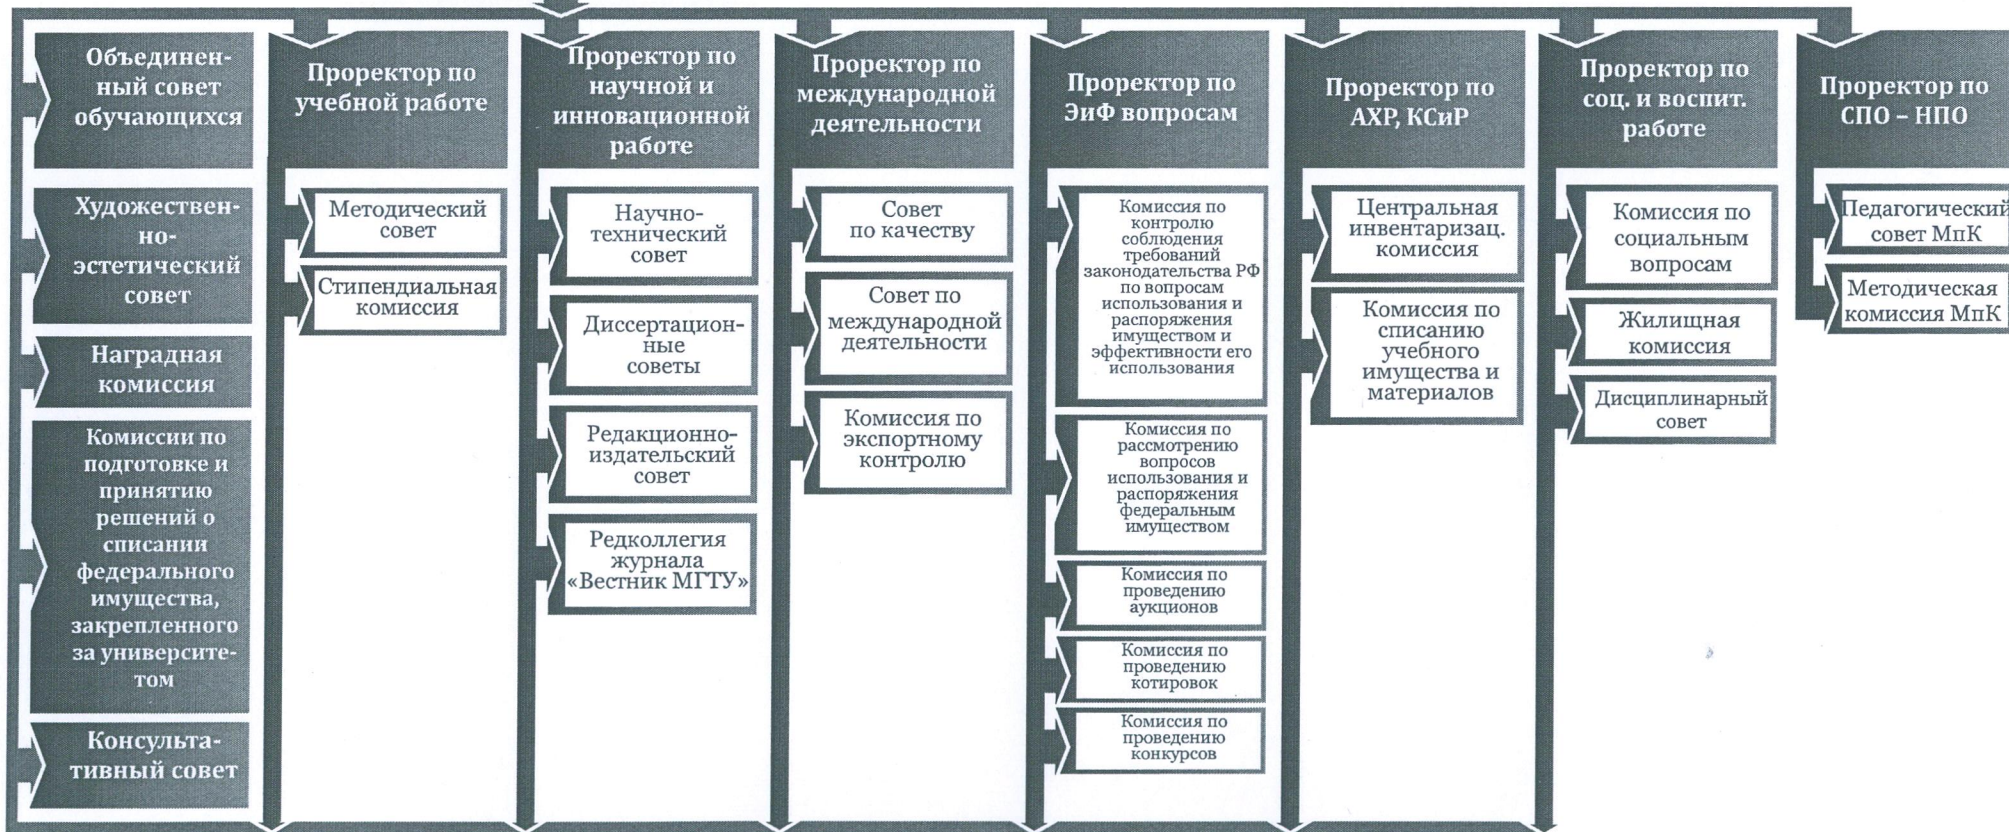 Объединен-
ный совет
обучающихся
Художествен-
но-
эстетический
совет
Наградная
комиссия
Комиссии по
подготовке и
принятию
решений о
списании
федерального
имущества,
закрепленного
за университе-
том
Консульта-
тивный совет
Проректор по
учебной работе
Методический
совет
Стипендиальная
комиссия
Проректор по
научной и
инновационной
работе
Научно-
технический
совет
Диссертацион-
ные
советы
Редакционно-
издательский
совет
Редколлегия
журнала
«Вестник МГТУ»
Проректор по
международной
деятельности
Совет
по качеству
Совет по
международной
деятельности
Комиссия по
экспортному
контролю
Проректор по
ЭиФ вопросам
Комиссия по
контролю
соблюдения
требований
законодательства РФ
по вопросам
использования и
распоряжения
имуществом и
эффективности его
использования
Комиссия по
рассмотрению
вопросов
использования и
распоряжения
федеральным
имуществом
Комиссия по
проведению
аукционов
Комиссия по
проведению
котировок
Комиссия по
проведению
конкурсов
Проректор по
АХР, КСиР
Центральная
инвентаризац.
комиссия
Комиссия по
списанию
учебного
имущества и
материалов
Проректор по
соц. и воспит.
работе
Комиссия по
социальным
вопросам
Жилищная
комиссия
Дисциплинарный
совет
Проректор по
СПО – НПО
Педагогический
совет МпК
Методическая
комиссия МпК